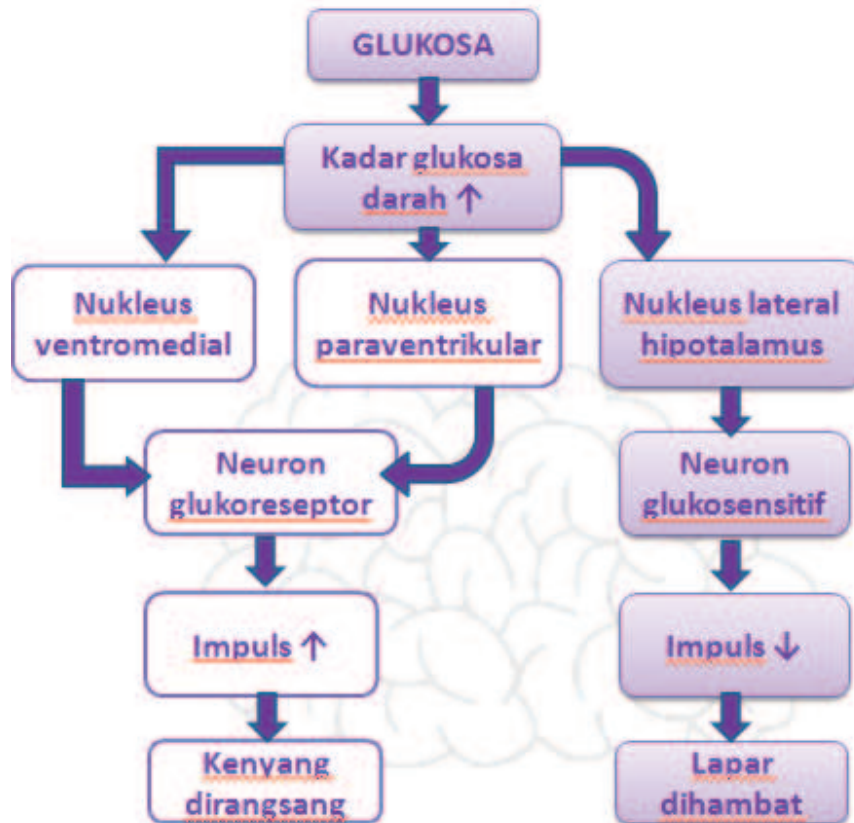 GLUKOSA
Kadar glukosa
darah ↑
Nukleus
ventromedial
Nukleus
paraventrikular
Nukleus lateral
hipotalamus
Neuron
glukoreseptor
Neuron
glukosensitif
Impuls ↑
Impuls ↓
Kenyang
dirangsang
Lapar
dihambat